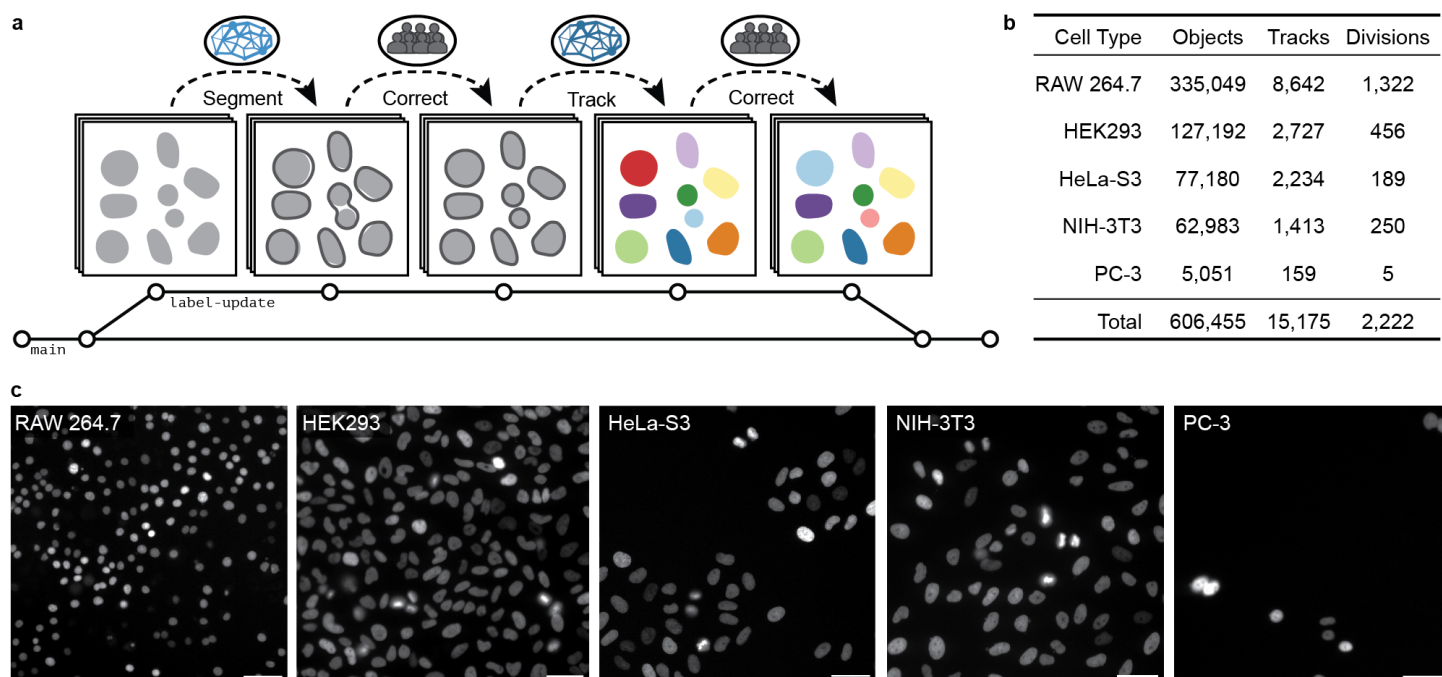 a
Segment
Correct
Track
Correct
label-update
main
b
Cell Type Objects Tracks Divisions
RAW 264.7 335,049 8,642 1,322
HEK293 127,192 2,727 456
HeLa-S3 77,180 2,234 189
NIH-3T3 62,983 1,413 250
PC-3 5,051 159 5
Total 606,455 15,175 2,222
c
RAW 264.7
HEK293
HeLa-S3
NIH-3T3
PC-3